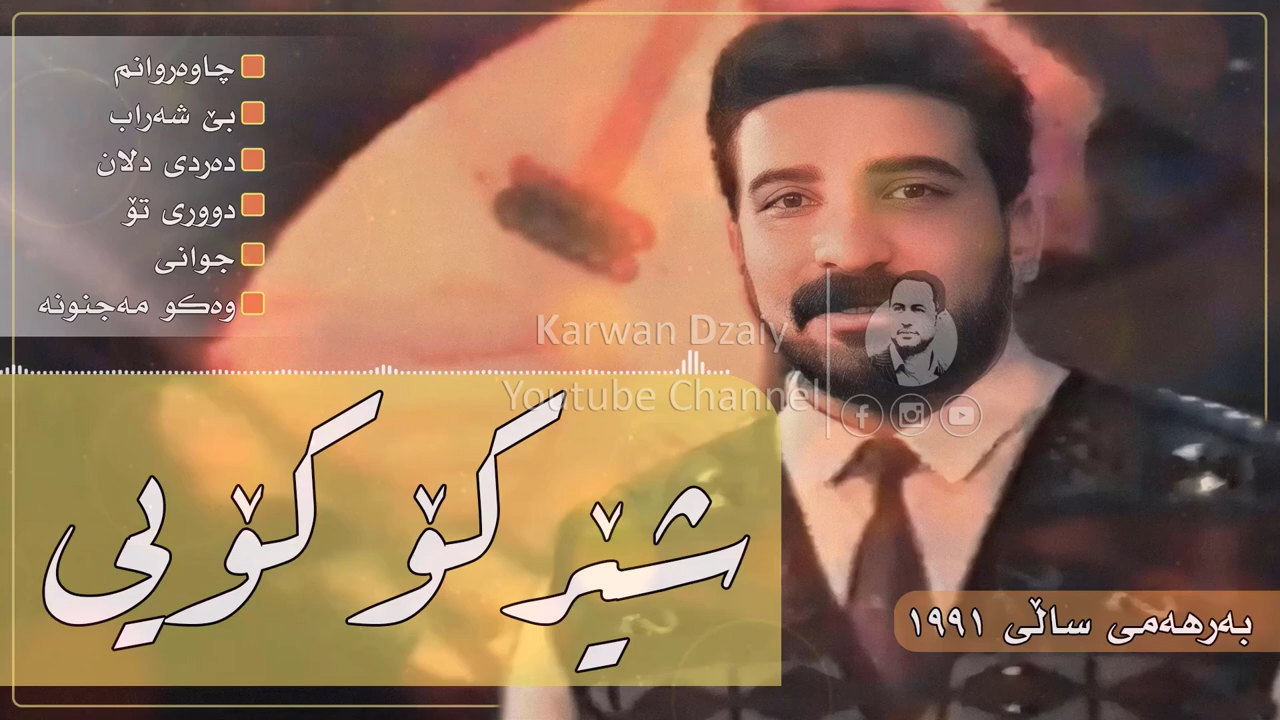 چاوەڕوانم
بێ شەراب
دەردی دلان
دووری تۆ
جوانی
وەکو مەجنونە
Karwan Dzaiy
Youtube Channel
شێرکۆ کۆیی
بەرهەمی ساڵی ١٩٩١